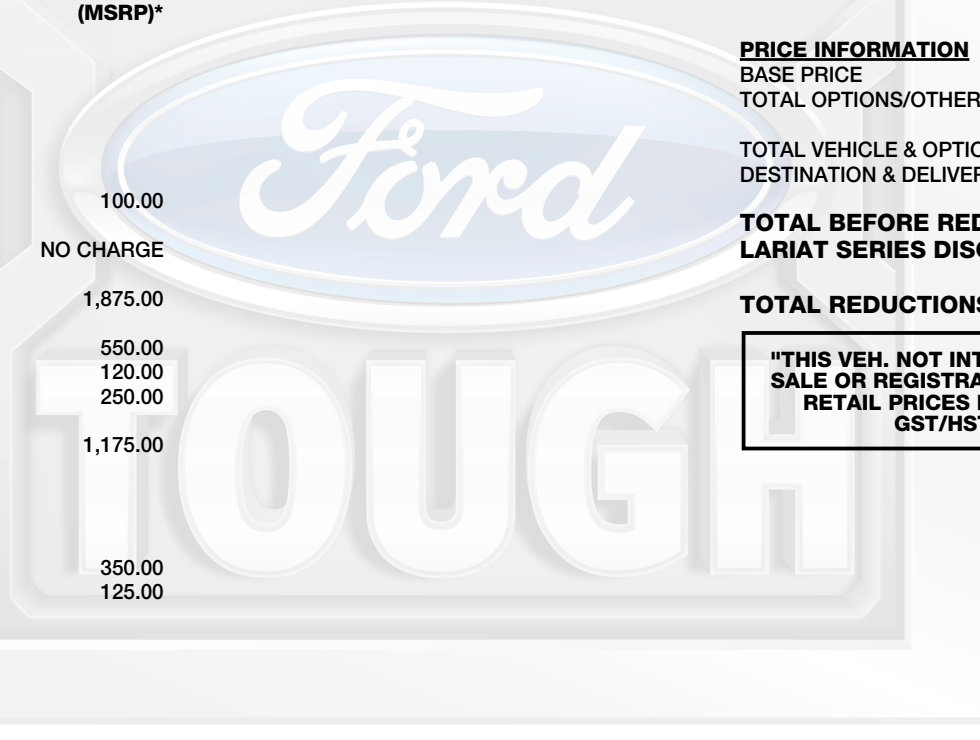 (MSRP)*
100.00
NO CHARGE
1,875.00
550.00
120.00
250.00
1,175.00
350.00
125.00
Ford
TOUGH
PRICE INFORMATION
BASE PRICE
TOTAL OPTIONS/OTHER
TOTAL VEHICLE & OPTIO
DESTINATION & DELIVER
TOTAL BEFORE RED
LARIAT SERIES DISC
TOTAL REDUCTIONS
"THIS VEH. NOT INT
SALE OR REGISTRA
RETAIL PRICES
GST/HST